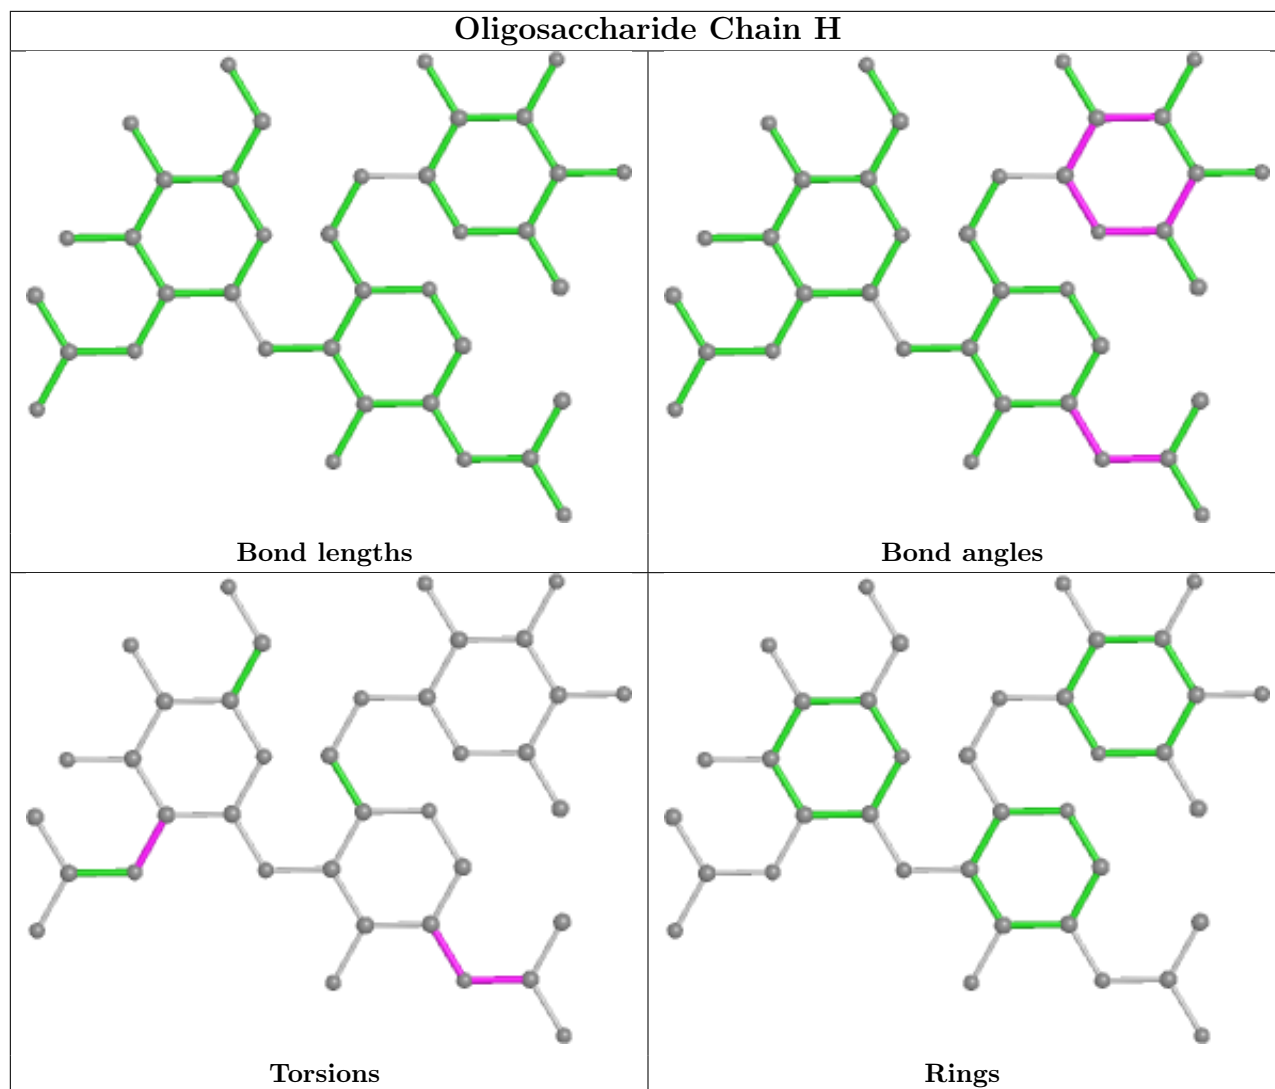 Oligosaccharide Chain H
Bond lengths
Bond angles
Torsions
Rings